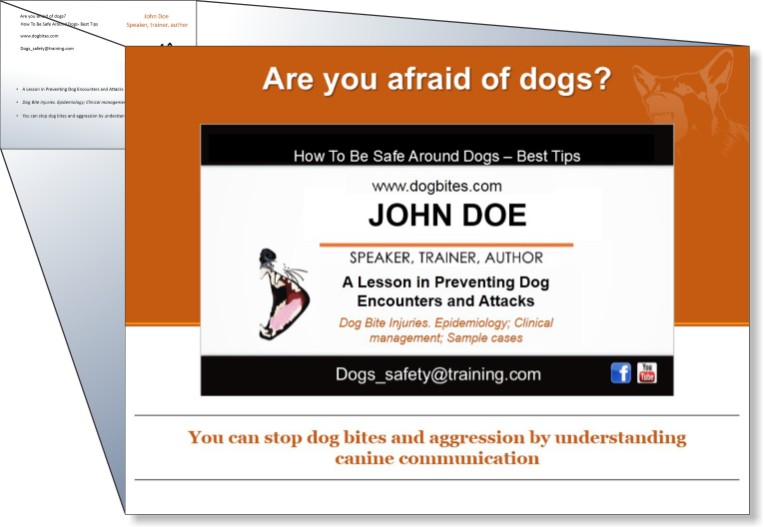 Are you afraid of dogs?
How To Be Safe Around Dogs- Best Tips
www.dogbites.com
Dogs_safety@training.com
John Doe
Speaker, trainer, author
• A Lesson in Preventing Dog Encounters and Attacks
• Dog Bite Injuries. Epidemiology; Clinical
• You can stop dog bites and aggression by
Are you afraid of dogs?
How To Be Safe Around Dogs – Best Tips
www.dogbites.com
JOHN DOE
SPEAKER, TRAINER, AUTHOR
A Lesson in Preventing Dog
Encounters and Attacks
Dog Bite Injuries. Epidemiology; Clinical
management; Sample cases
Dogs_safety@training.com
f
You
Tube
You can stop dog bites and aggression by understanding
canine communication